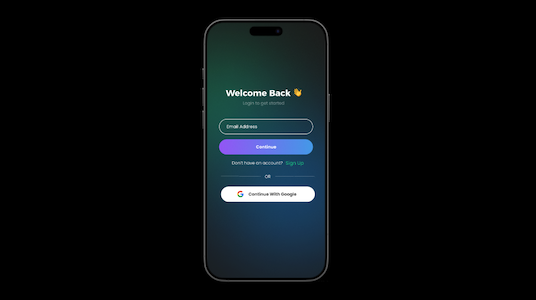 Welcome Back 👋
Login to get started
Email Address
Continue
Don't have an account? Sign Up
OR
Continue With Google